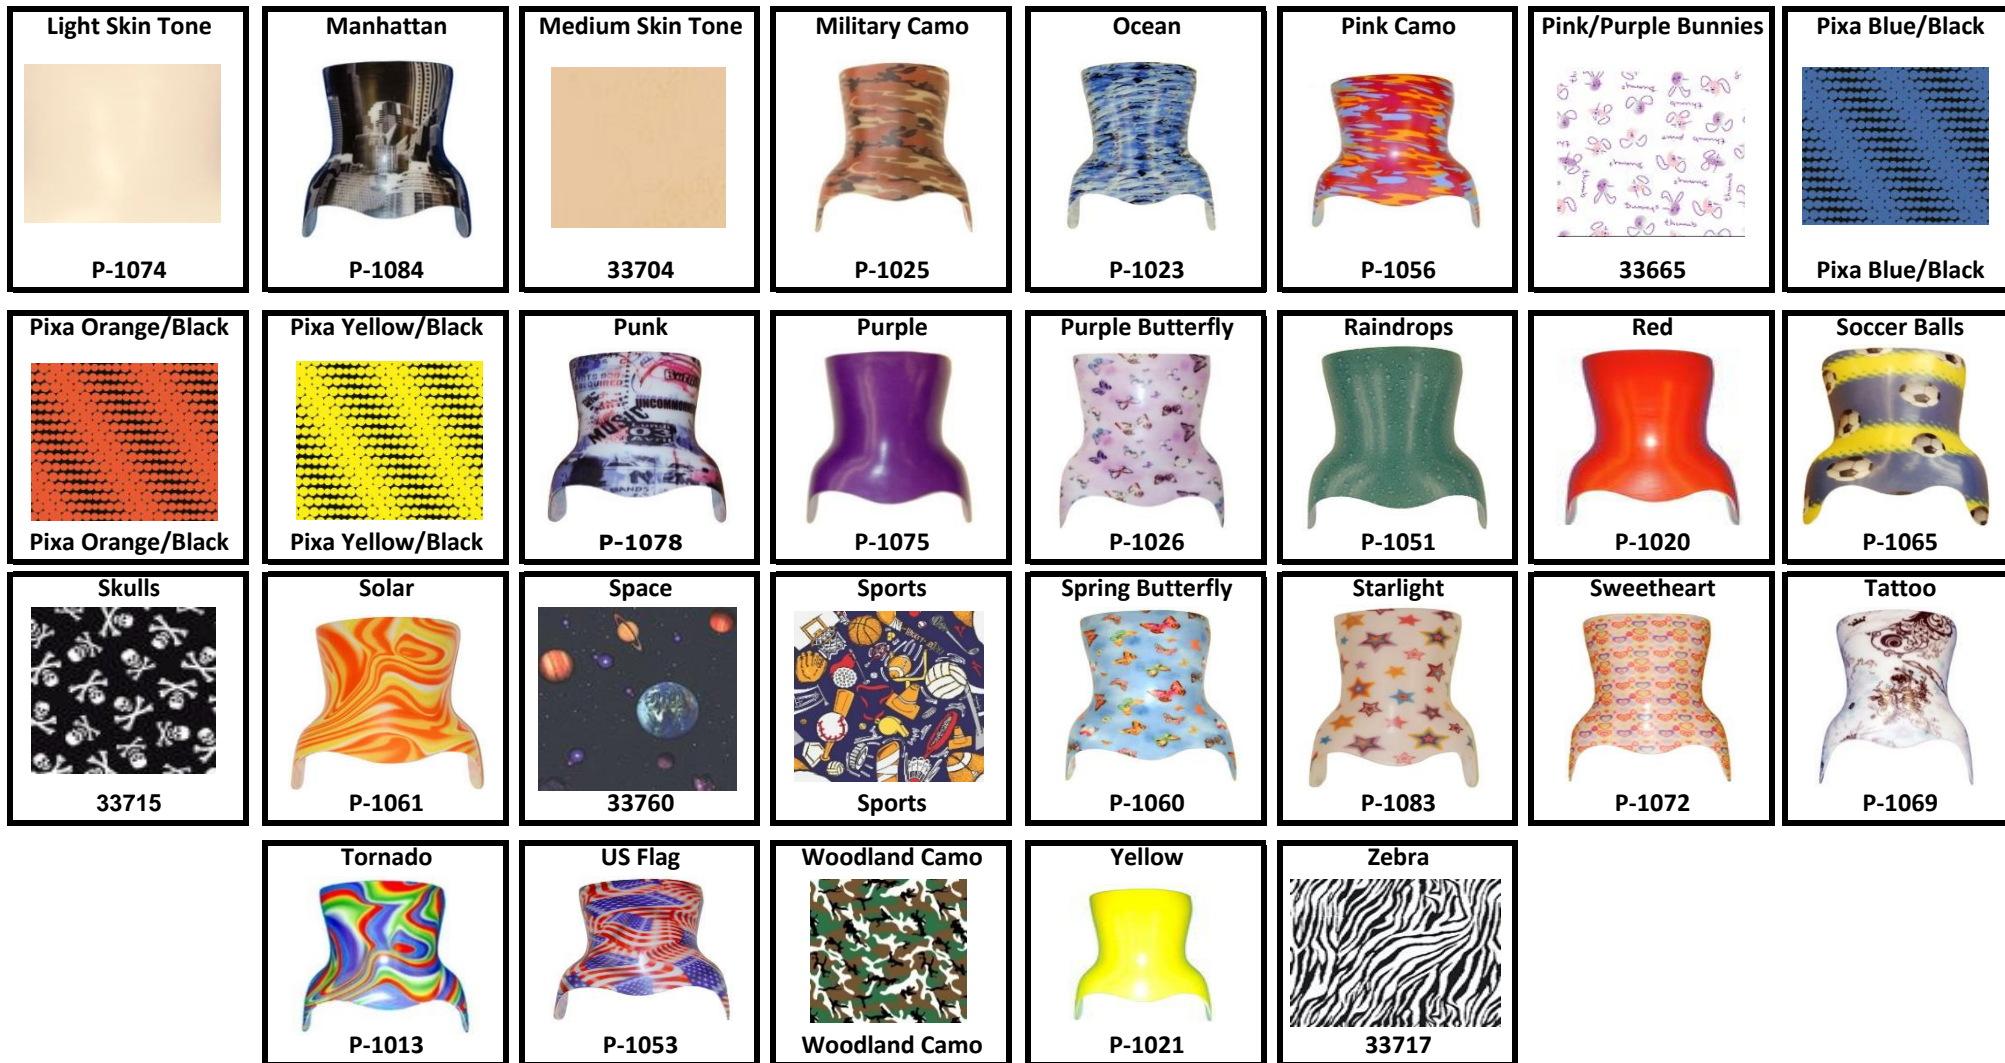 Light Skin Tone
P-1074
Manhattan
P-1084
Medium Skin Tone
33704
Military Camo
P-1025
Ocean
P-1023
Pink Camo
P-1056
Pink/Purple Bunnies
33665
Pixa Blue/Black
Pixa Blue/Black
Pixa Orange/Black
Pixa Orange/Black
Pixa Yellow/Black
Pixa Yellow/Black
Punk
REQUIRED
UNCOMMON
MUSIC
P-1078
Purple
P-1075
Purple Butterfly
P-1026
Raindrops
P-1051
Red
P-1020
Soccer Balls
P-1065
Skulls
33715
Solar
P-1061
Space
33760
Sports
Sports
Spring Butterfly
P-1060
Starlight
P-1083
Sweetheart
P-1072
Tattoo
P-1069
Tornado
P-1013
US Flag
P-1053
Woodland Camo
Woodland Camo
Yellow
P-1021
Zebra
33717